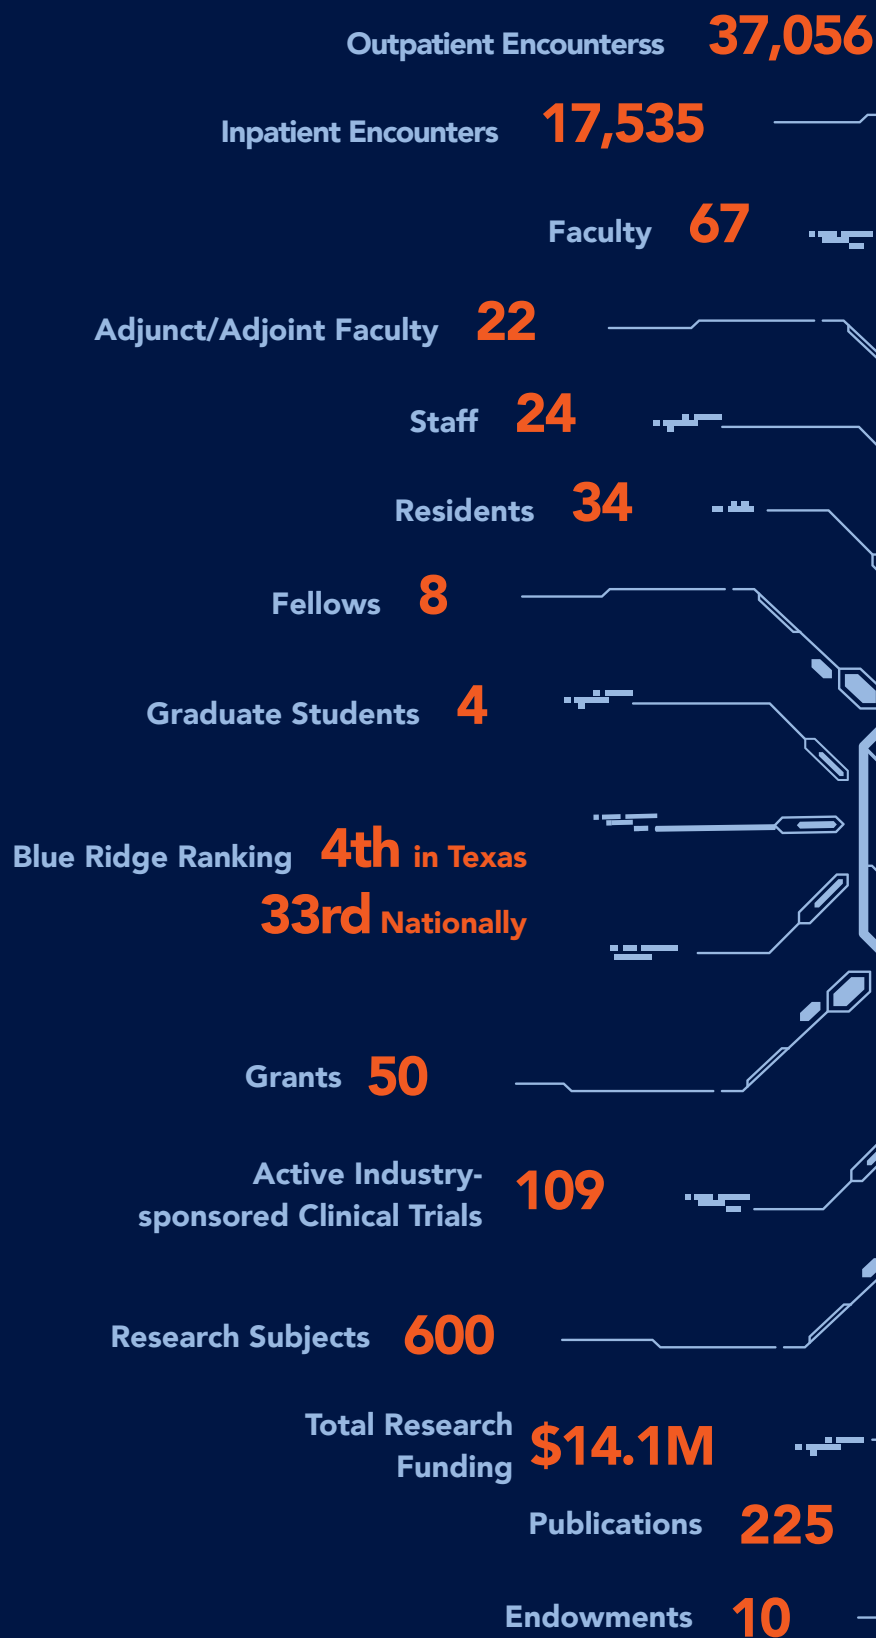 Outpatient Encounterss 37,056
Inpatient Encounters 17,535
Faculty 67
Adjunct/Adjoint Faculty 22
Staff 24
Residents 34
Fellows 8
Graduate Students 4
Blue Ridge Ranking 4th in Texas
33rd Nationally
Grants 50
Active Industry-
sponsored Clinical Trials 109
Research Subjects 600
Total Research
Funding $14.1M
Publications 225
Endowments 10